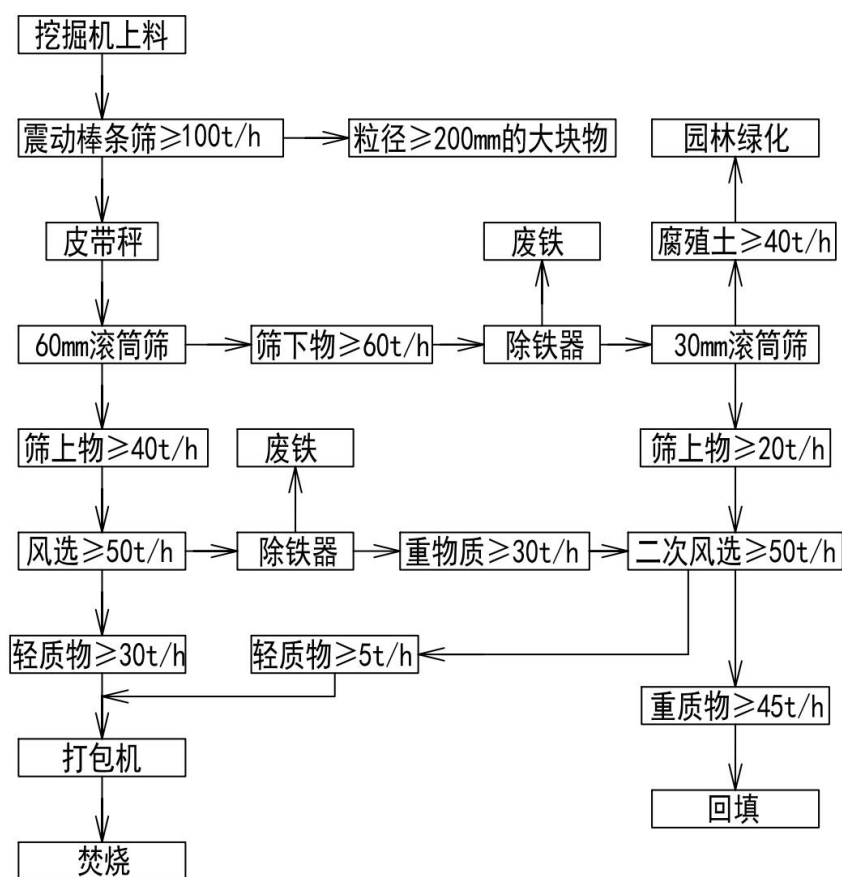 挖掘机上料
震动棒条筛≥100t/h
粒径≥200mm的大块物
园林绿化
皮带秤
废铁
腐殖土≥40t/h
60mm滚筒筛
筛下物≥60t/h
除铁器
30mm滚筒筛
筛上物≥40t/h
废铁
筛上物≥20t/h
风选≥50t/h
除铁器
重物质≥30t/h
二次风选≥50t/h
轻质物≥30t/h
轻质物≥5t/h
重质物≥45t/h
打包机
回填
焚烧